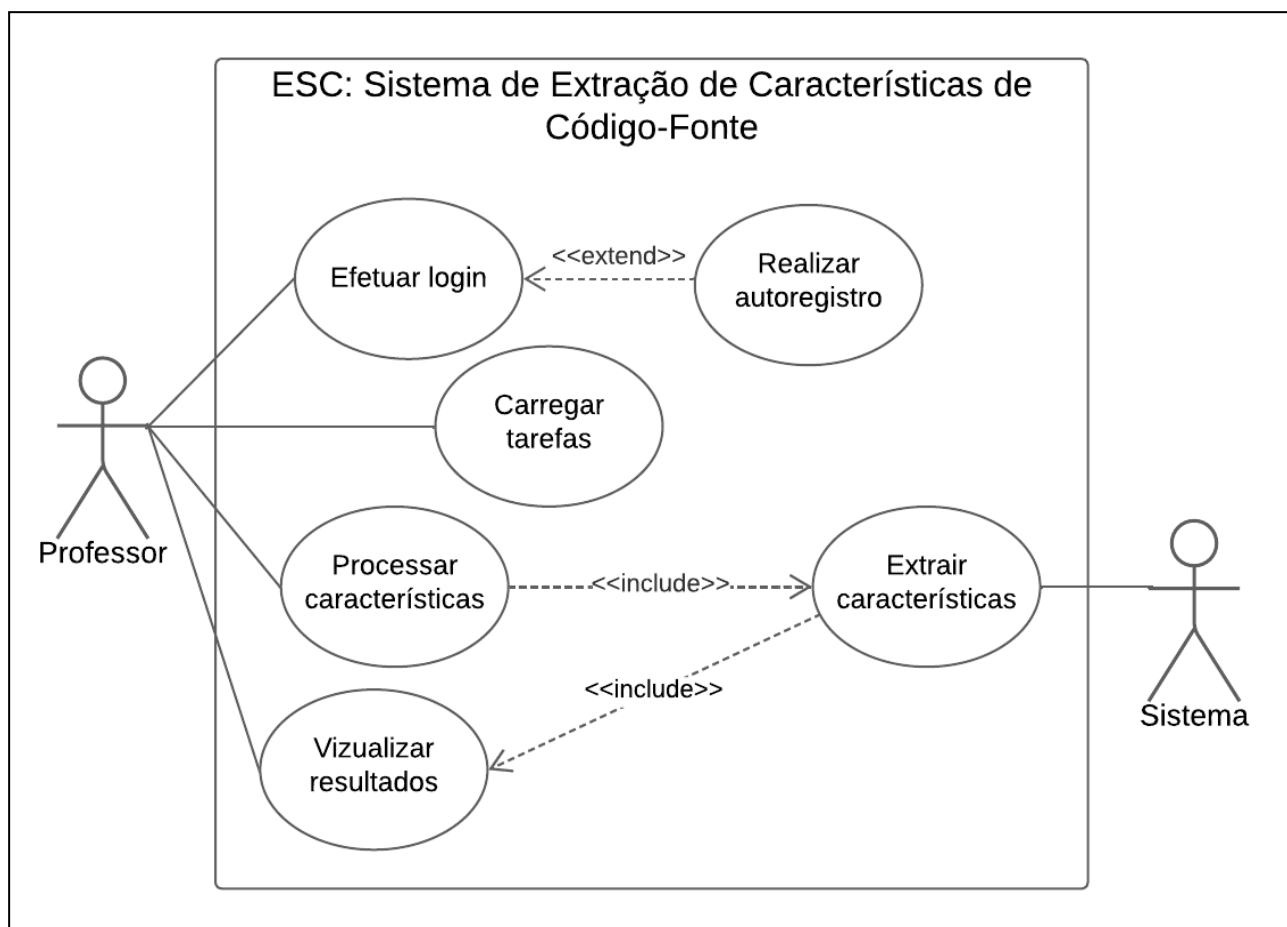 ESC: Sistema de Extração de Características de
Código-Fonte
Efetuar login
<<extend>>
Realizar
autoregistro
Carregar
tarefas
Professor
Processar
características
<<include>>
Extrair
características
<<include>>
Sistema
Vizualizar
resultados